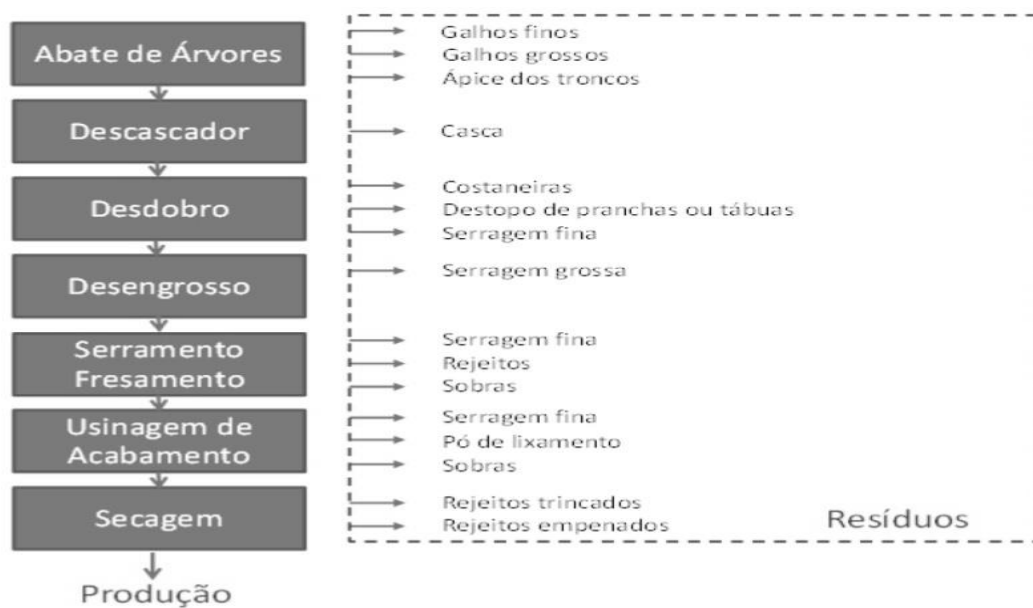 Abate de Árvores
Galhos finos
Galhos grossos
Ápice dos troncos
Descascador
Casca
Desdobro
Costaneiras
Destopo de pranchas ou tábuas
Serragem fina
Desengrosso
Serragem grossa
Serramento
Fresamento
Serragem fina
Rejeitos
Sobras
Usinagem de
Acabamento
Serragem fina
Pó de lixamento
Sobras
Secagem
Rejeitos trincados
Rejeitos empenados
Resíduos
Produção